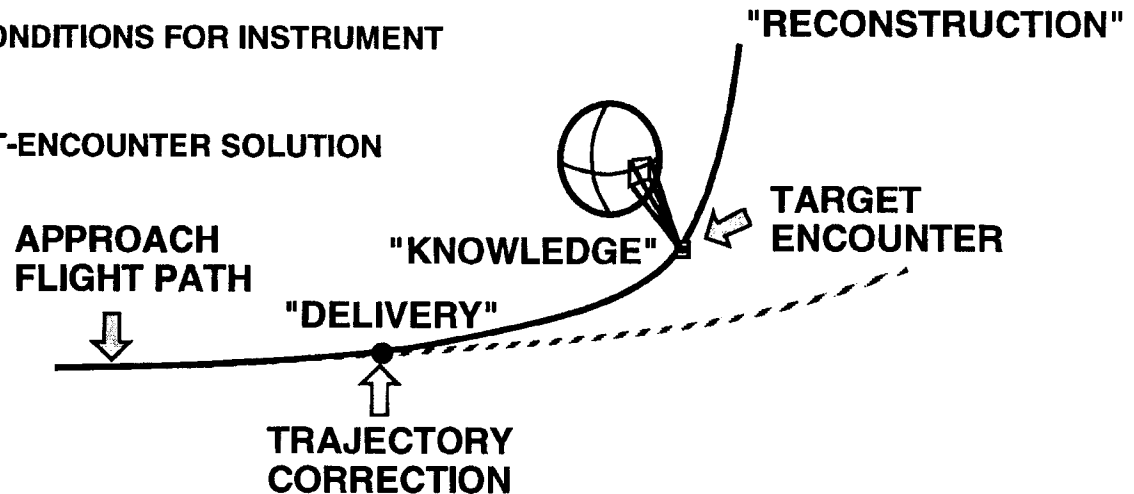 "RECONSTRUCTION"
ONDITIONS FOR INSTRUMENT
T-ENCOUNTER SOLUTION
TARGET
ENCOUNTER
APPROACH
FLIGHT PATH
"KNOWLEDGE"
"DELIVERY"
TRAJECTORY
CORRECTION